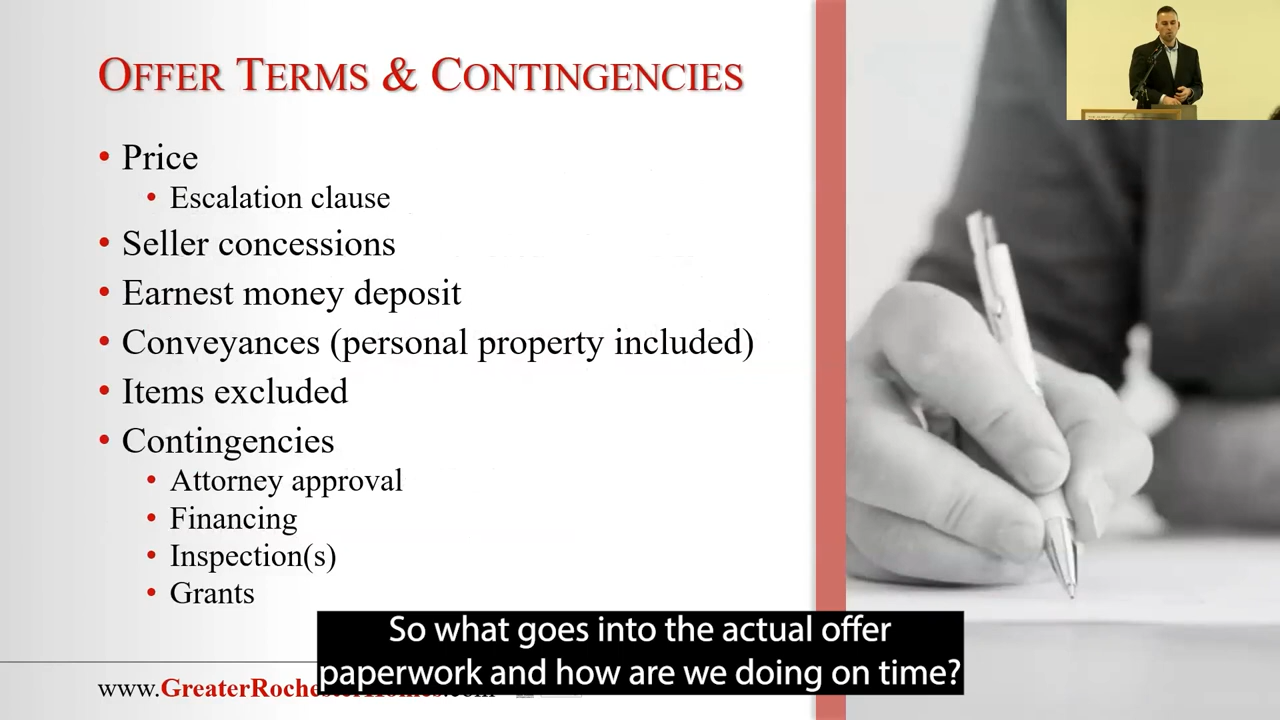 OFFER TERMS & CONTINGENCIES
• Price
• Escalation clause
• Seller concessions
• Earnest money deposit
• Conveyances (personal property included)
• Items excluded
• Contingencies
• Attorney approval
• Financing
• Inspection(s)
• Grants
So what goes into the actual offer
paperwork and how are we doing on time?
www.GreaterRochesterHomes.com